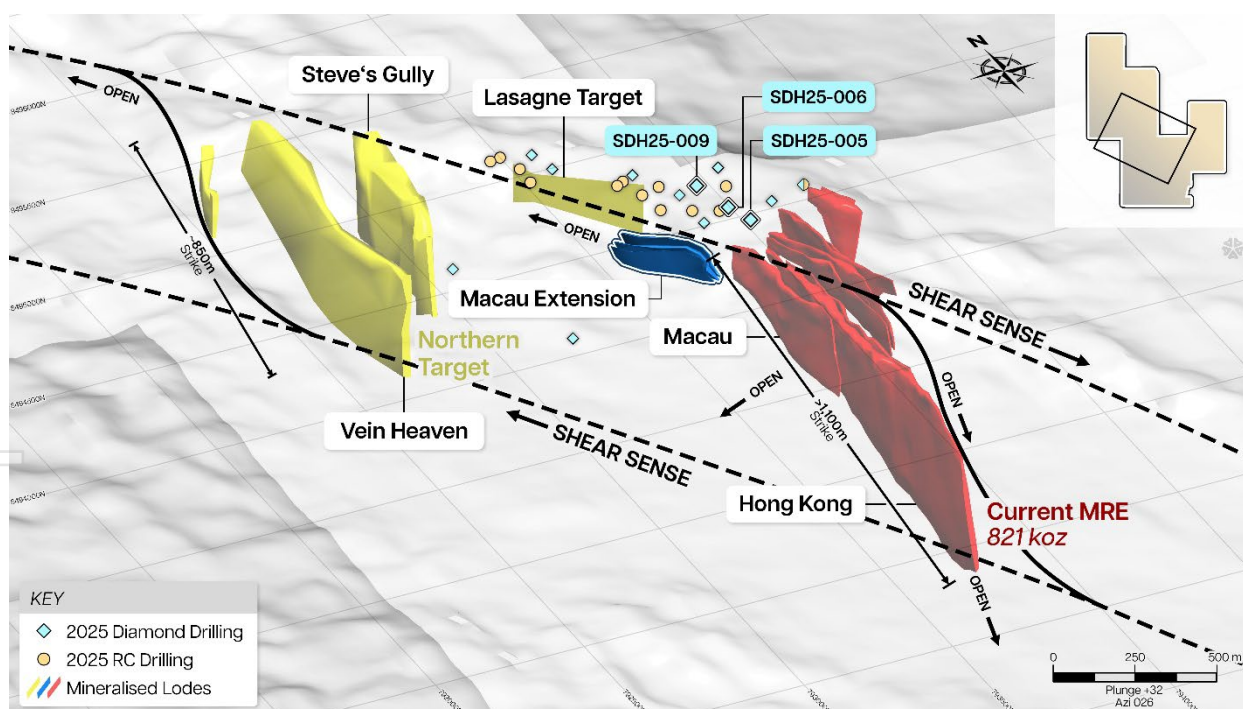 N
Steve's Gully
OPEN
Lasagne Target
SDH25-006
SDH25-009
SDH25-005
OPEN
~850m
Strike
Macau Extension
Macau
SHEAR SENSE
Northern
Target
OPEN
OPEN
>1,100m
Strike
Vein Heaven
SHEAR SENSE
Hong Kong
Current MRE
821 koz
OPEN
KEY
2025 Diamond Drilling
2025 RC Drilling
Mineralised Lodes
0 250 500 m
Plunge +32
Azi 026